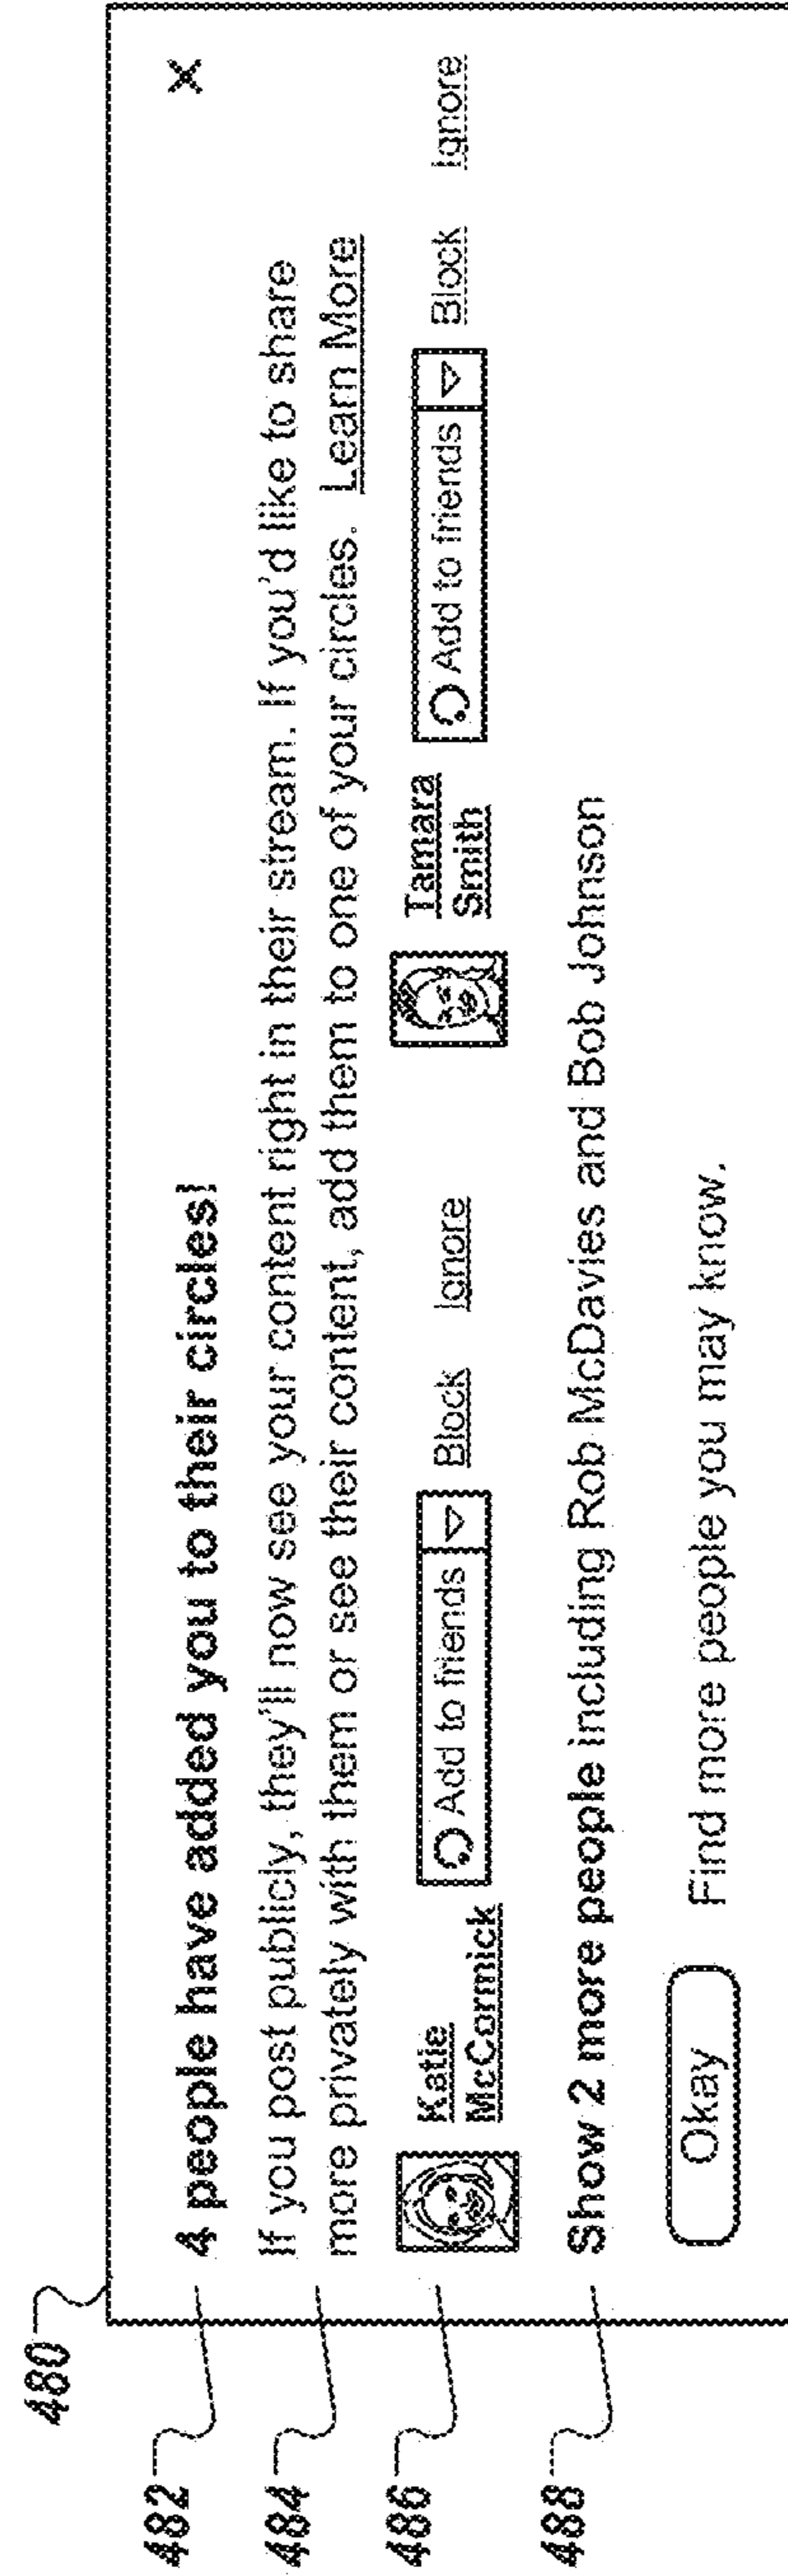 480
482
4 people have added you to their circles!
X
484
If you post publicly, they'll now see your content right in their stream. If you'd like to share
more privately with them or see their content, add them to one of your circles. Learn More
486
Katie
McCormick
Add to friends
Block
Ignore
Tamara
Smith
Add to friends
Block
Ignore
488
Show 2 more people including Rob McDavies and Bob Johnson
Okay
Find more people you may know.